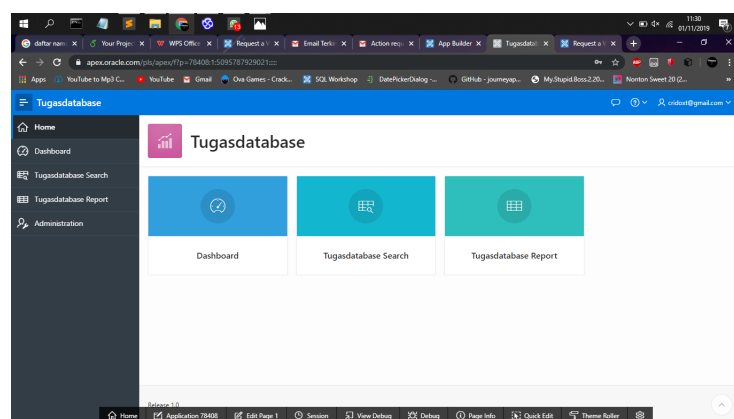 11:30
01/11/2019
daftar nam
Your Projec
WPS Office
Request a V
Email Terki
Action requ
App Builder
Tugasdatab
Request a
apex.oracle.com/pls/apex/f?p=78408:1:5095787929021:::::
Apps
YouTube to Mp3 C...
YouTube
Gmail
Ova Games - Crack...
SQL Workshop
DatePickerDialog -...
GitHub - journeyap...
My.Stupid.Boss.2.20...
Nonton Sweet 20 (2...
Tugasdatabase
cridost@gmail.com
Home
Dashboard
Tugasdatabase Search
Tugasdatabase Report
Administration
Tugasdatabase
Dashboard
Tugasdatabase Search
Tugasdatabase Report
Release 1.0
Home
Application 78408
Edit Page 1
Session
View Debug
Debug
Page Info
Quick Edit
Theme Roller